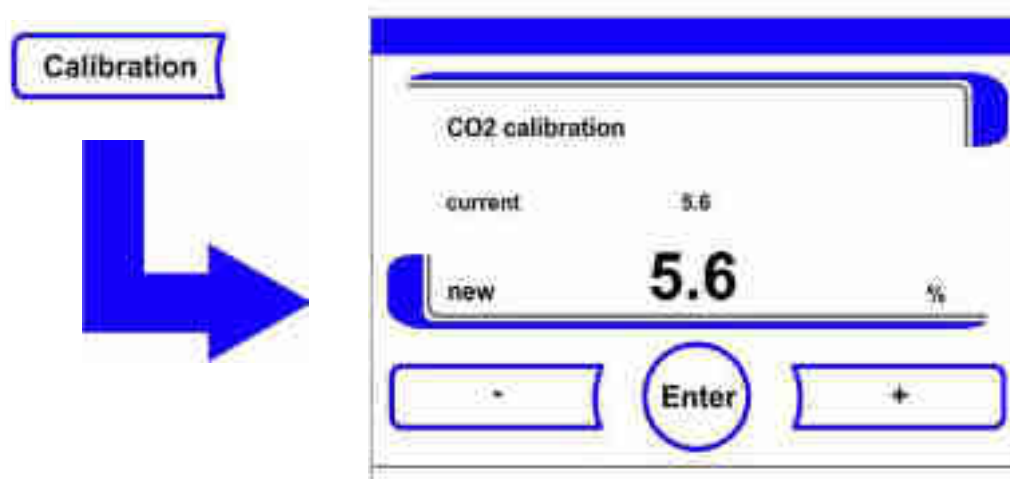 Calibration
CO2 calibration
current 5.6
new 5.6 %
- Enter +